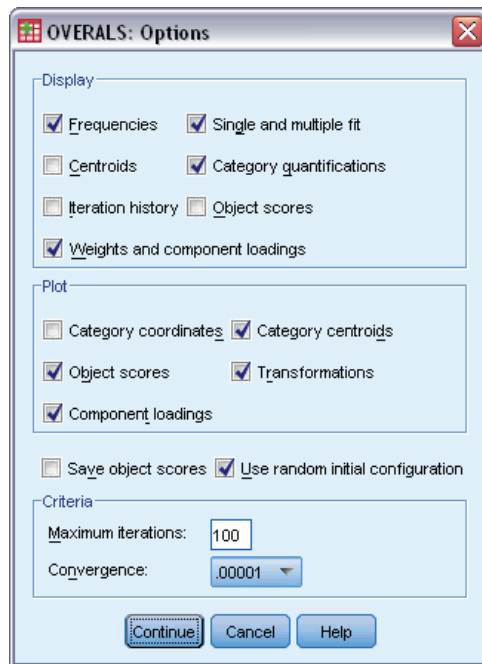 OVERALS: Options
Display
Frequencies Single and multiple fit
Centroids Category quantifications
Iteration history Object scores
Weights and component loadings
Plot
Category coordinates Category centroids
Object scores Transformations
Component loadings
Save object scores Use random initial configuration
Criteria
Maximum iterations: 100
Convergence: .00001
Continue Cancel Help